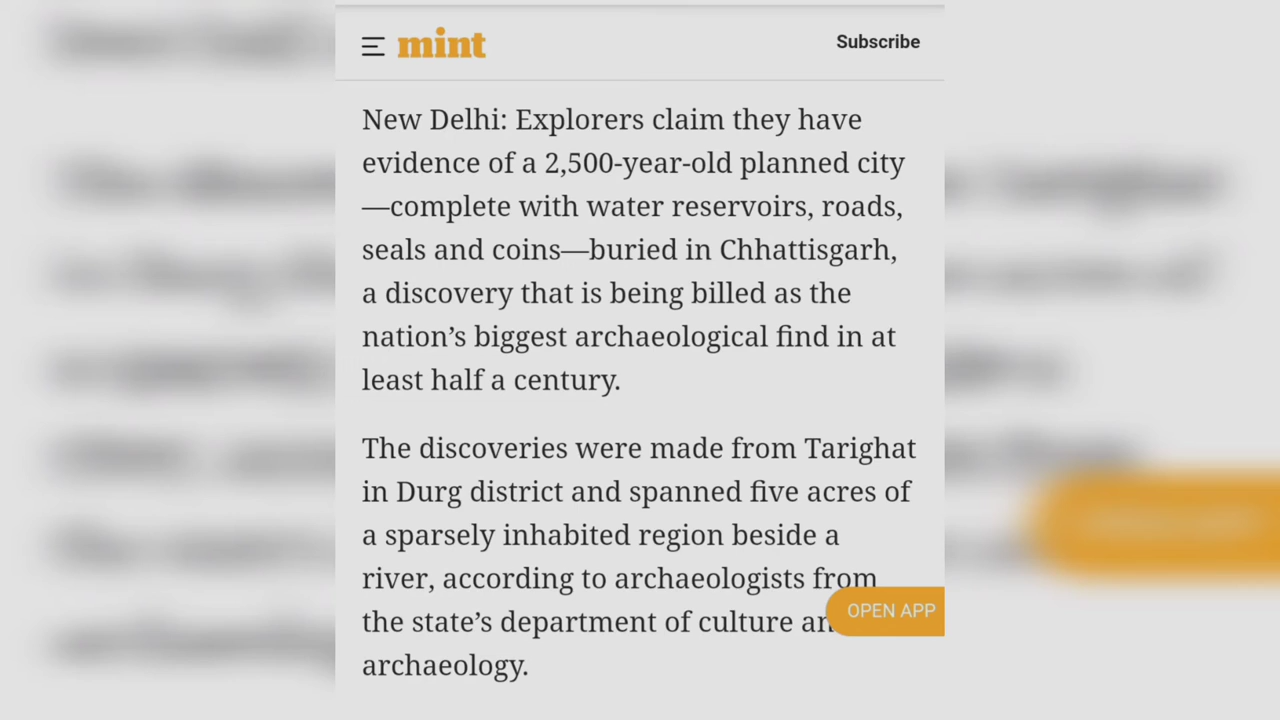 mint
Subscribe
New Delhi: Explorers claim they have
evidence of a 2,500-year-old planned city
—complete with water reservoirs, roads,
seals and coins—buried in Chhattisgarh,
a discovery that is being billed as the
nation’s biggest archaeological find in at
least half a century.
The discoveries were made from Tarighat
in Durg district and spanned five acres of
a sparsely inhabited region beside a
river, according to archaeologists from
OPEN APP
the state’s department of culture an
archaeology.